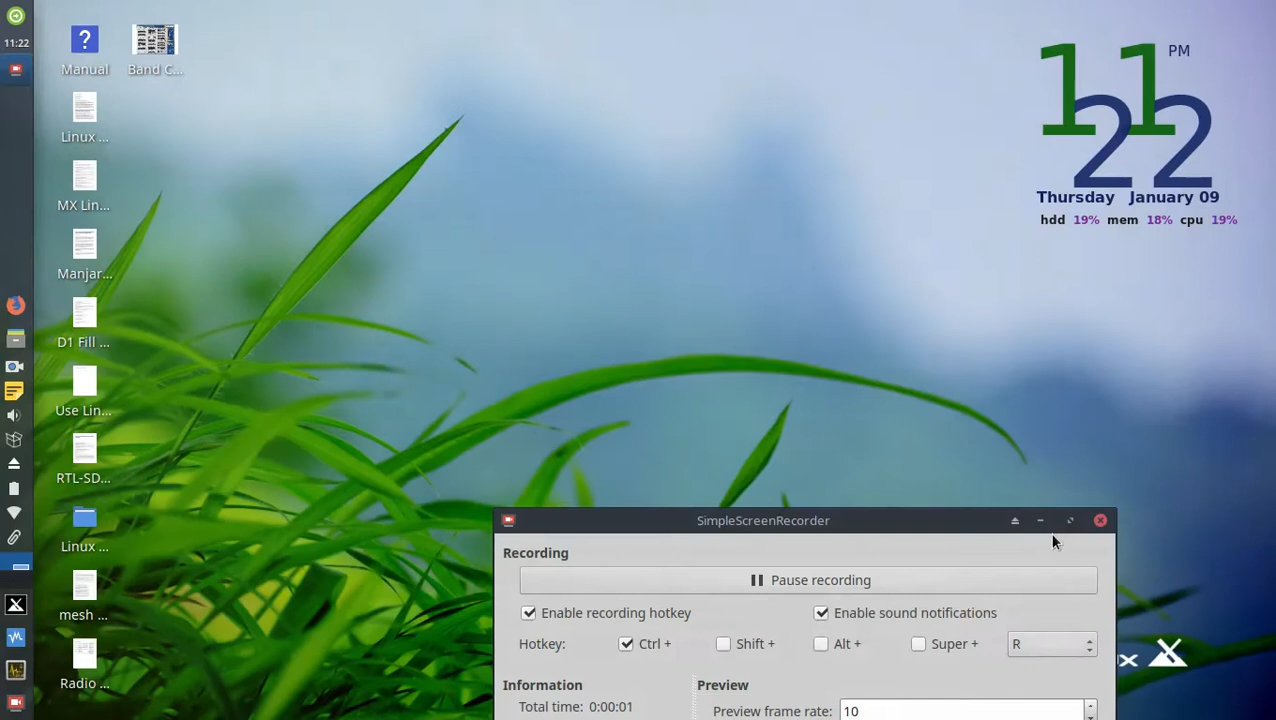 11:22
Manual
Band C...
Linux ...
MX Lin...
Manjar...
D1 Fill ...
Use Lin...
RTL-SD...
Linux ...
mesh ...
Radio ...
11 PM
22
Thursday January 09
hdd 19% mem 18% cpu 19%
SimpleScreenRecorder
Recording
Pause recording
Enable recording hotkey
Enable sound notifications
Hotkey: Ctrl + Shift + Alt + Super + R
Information
Preview
Total time: 0:00:01
Preview frame rate: 10